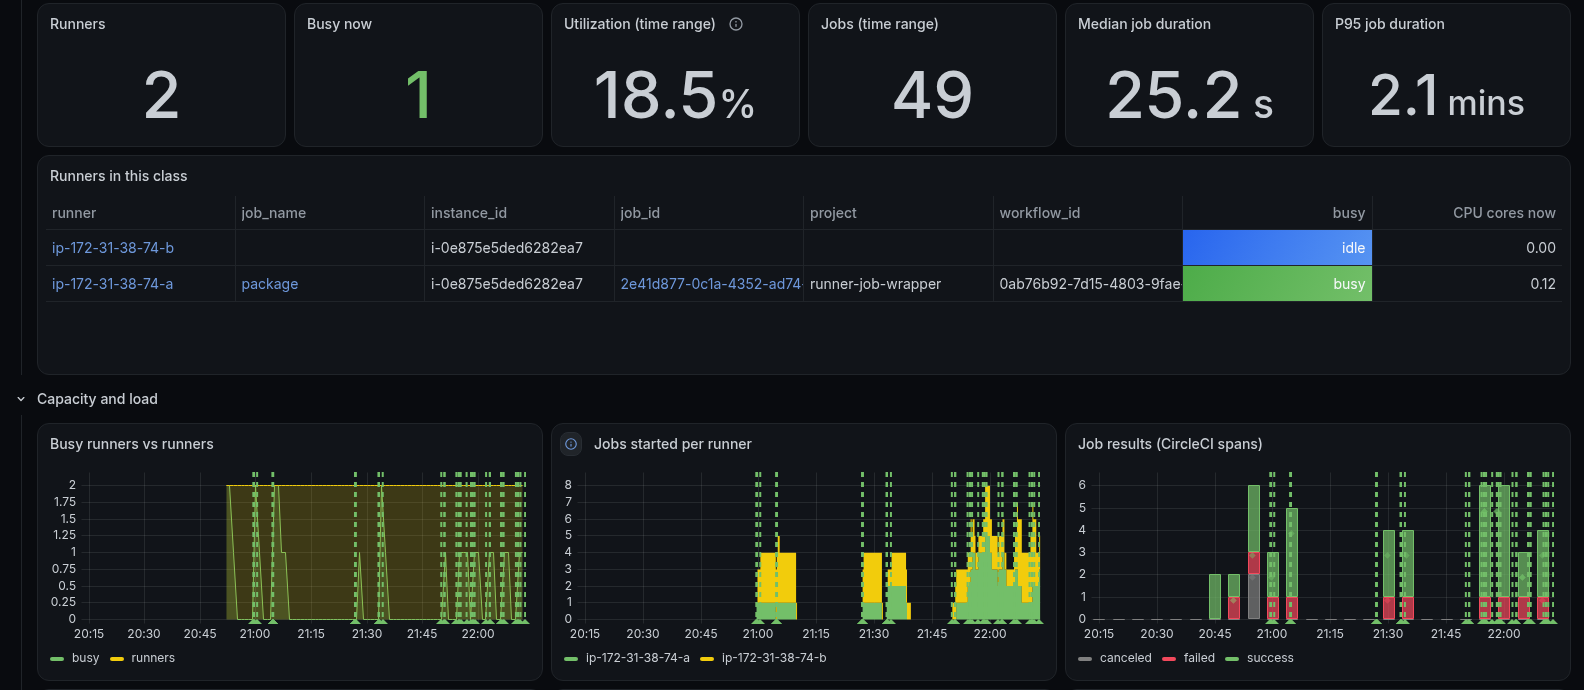 Runners
Busy now
Utilization (time range)
Jobs (time range)
Median job duration
P95 job duration
2
1
18.5%
49
25.2 s
2.1 mins
Runners in this class
runner job_name instance_id job_id project workflow_id busy CPU cores now
ip-172-31-38-74-b i-0e875e5ded6282ea7 idle 0.00
ip-172-31-38-74-a package i-0e875e5ded6282ea7 2e41d877-0c1a-4352-ad74- runner-job-wrapper 0ab76b92-7d15-4803-9fae- busy 0.12
Capacity and load
Busy runners vs runners
2
1.75
1.5
1.25
1
0.75
0.5
0.25
0
20:15 20:30 20:45 21:00 21:15 21:30 21:45 22:00
busy runners
Jobs started per runner
8
7
6
5
4
3
2
1
0
20:15 20:30 20:45 21:00 21:15 21:30 21:45 22:00
ip-172-31-38-74-a ip-172-31-38-74-b
Job results (CircleCI spans)
6
5
4
3
2
1
0
20:15 20:30 20:45 21:00 21:15 21:30 21:45 22:00
canceled failed success